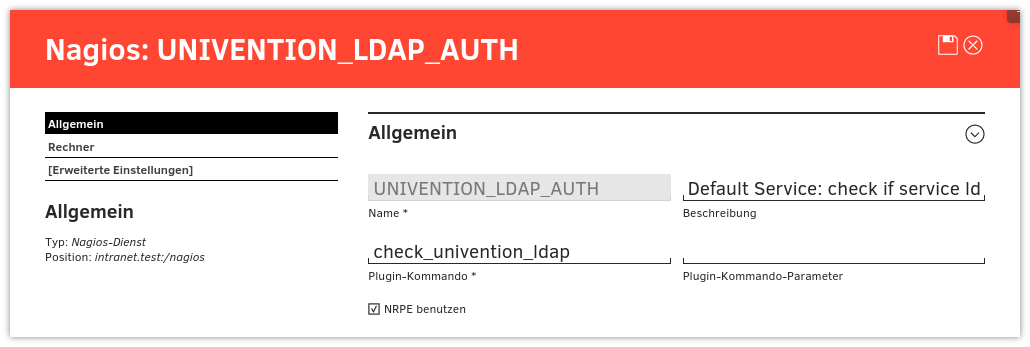 Nagios: UNIVENTION_LDAP_AUTH
Allgemein
Rechner
[Erweiterte Einstellungen]
Allgemein
Typ: Nagios-Dienst
Position: intranet.test:/nagios
Allgemein
UNIVENTION_LDAP_AUTH
Name *
Default Service: check if service ld
Beschreibung
check_univention_ldap
Plugin-Kommando *
Plugin-Kommando-Parameter
NRPE benutzen